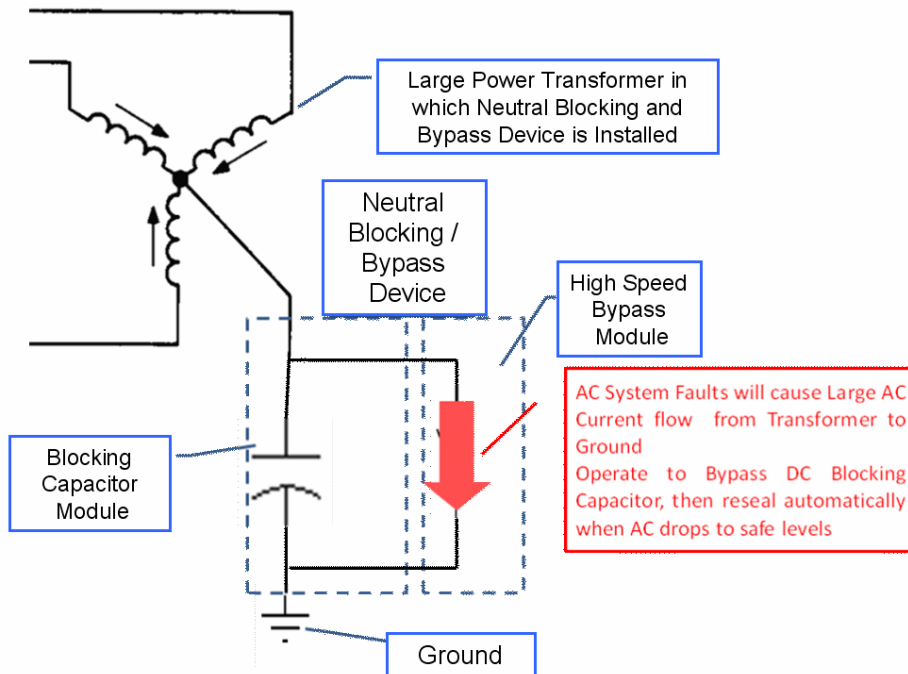 Large Power Transformer in
which Neutral Blocking and
Bypass Device is Installed
Neutral
Blocking /
Bypass
Device
High Speed
Bypass
Module
AC System Faults will cause Large AC
Current flow from Transformer to
Ground
Operate to Bypass DC Blocking
Capacitor, then reseal automatically
when AC drops to safe levels
Blocking
Capacitor
Module
Ground